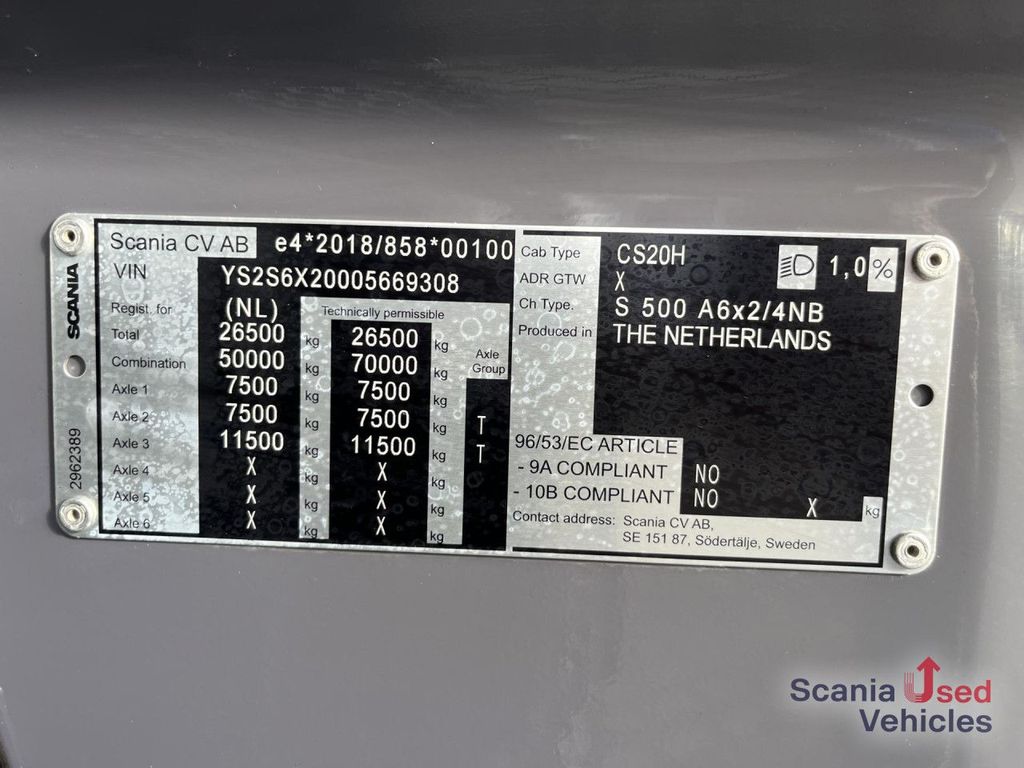 SCANIA
2962389
Scania CV AB e4*2018/858*00100
VIN YS2S6X20005669308
Regist. for (NL) Technically permissible
Total 26500 kg 26500 kg
Combination 50000 kg 70000 kg Axle Group
Axle 1 7500 kg 7500 kg
Axle 2 7500 kg 7500 kg T
Axle 3 11500 kg 11500 kg T
Axle 4 X kg X kg
Axle 5 X kg X kg
Axle 6 X kg X kg
Cab Type CS20H 1,0%
ADR GTW X
Ch Type. S 500 A6x2/4NB
Produced in THE NETHERLANDS
96/53/EC ARTICLE
- 9A COMPLIANT NO
- 10B COMPLIANT NO X kg
Contact address: Scania CV AB,
SE 151 87, Södertälje, Sweden
Scania Used
Vehicles